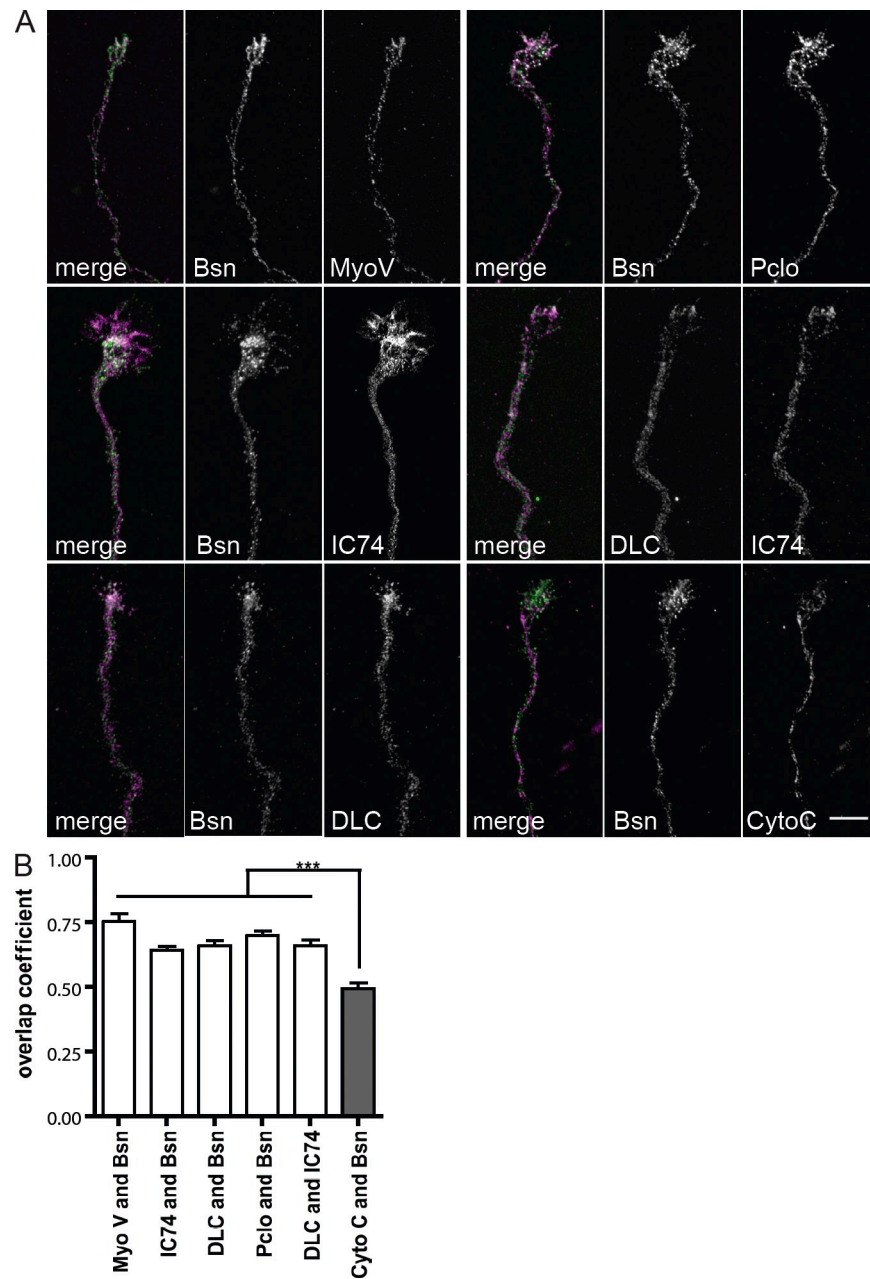 A
merge Bsn MyoV merge Bsn Pclo
merge Bsn IC74 merge DLC IC74
merge Bsn DLC merge Bsn CytoC
B
***
1.00
0.75
0.50
0.25
0.00
overlap coefficient
Myo V and Bsn
IC74 and Bsn
DLC and Bsn
Pclo and Bsn
DLC and IC74
Cyto C and Bsn